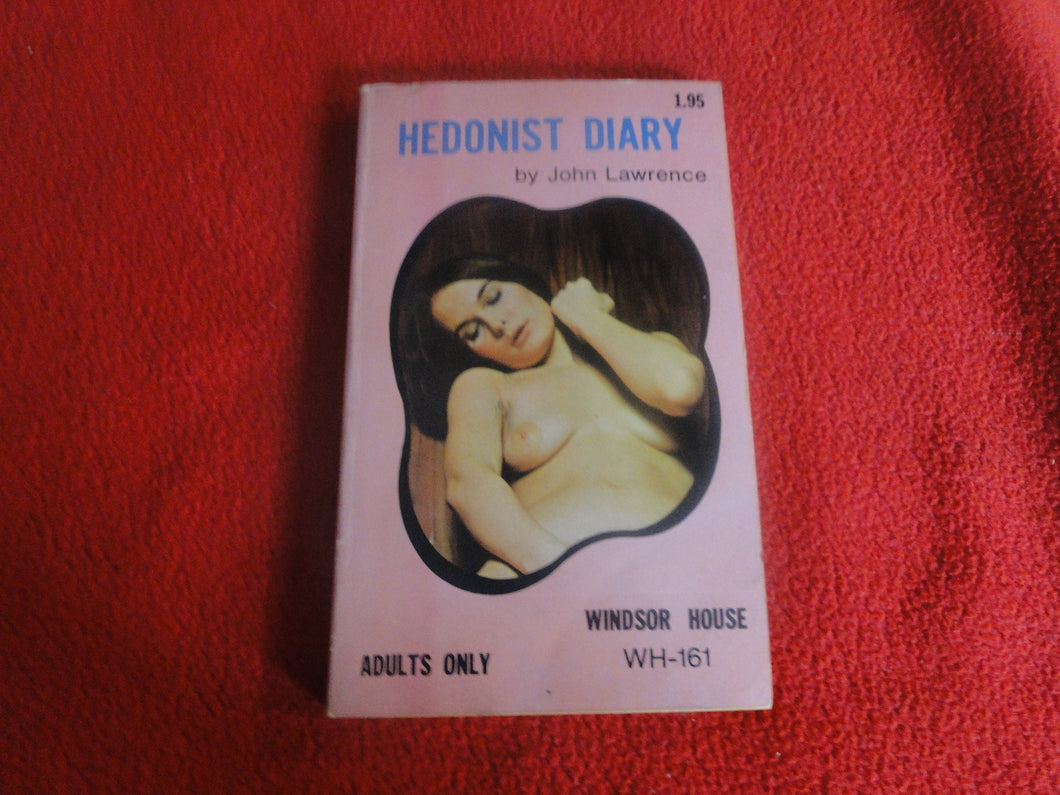 1.95
HEDONIST DIARY
by John Lawrence
WINDSOR HOUSE
ADULTS ONLY
WH-161